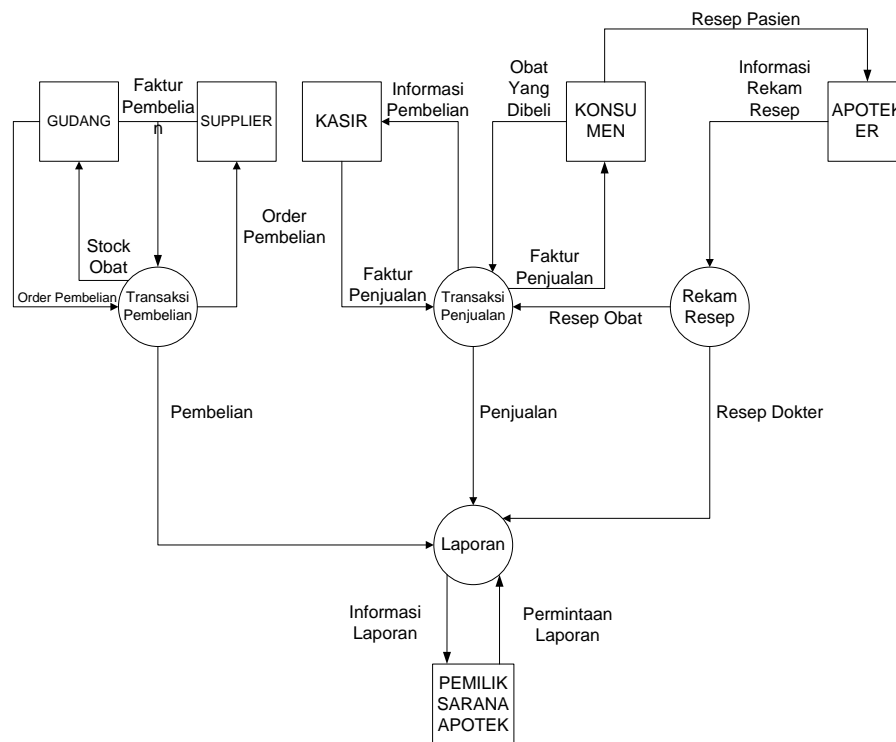 Resep Pasien
Faktur
Pembelia
n
Informasi
Pembelian
Obat
Yang
Dibeli
Informasi
Rekam
Resep
GUDANG
SUPPLIER
KASIR
KONSU
MEN
APOTEK
ER
Order
Pembelian
Stock
Obat
Faktur
Penjualan
Faktur
Penjualan
Order Pembelian
Transaksi
Pembelian
Transaksi
Penjualan
Resep Obat
Rekam
Resep
Pembelian
Penjualan
Resep Dokter
Laporan
Informasi
Laporan
Permintaan
Laporan
PEMILIK
SARANA
APOTEK